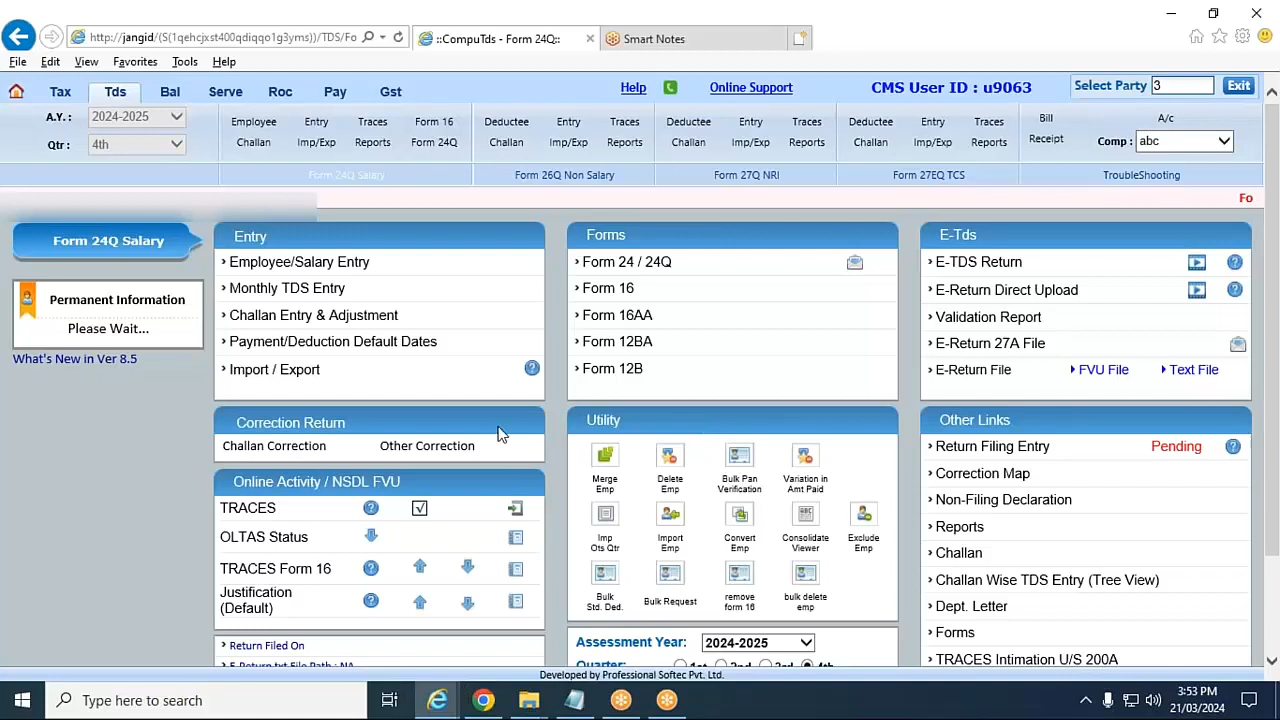 http://jangid/(S(1qehcjxst400qdiqqo1g3yms))/TDS/Fo
::CompuTds - Form 24Q::
Smart Notes
File Edit View Favorites Tools Help
Tax Tds Bal Serve Roc Pay Gst
Help Online Support CMS User ID : u9063 Select Party 3 Exit
A.Y.: 2024-2025
Qtr : 4th
Employee Entry Traces Form 16
Challan Imp/Exp Reports Form 24Q
Form 24Q Salary
Deductee Entry Traces
Challan Imp/Exp Reports
Form 26Q Non Salary
Deductee Entry Traces
Challan Imp/Exp Reports
Form 27Q NRI
Deductee Entry Traces
Challan Imp/Exp Reports
Form 27EQ TCS
Bill A/c
Receipt Comp : abc
TroubleShooting
Fo
Form 24Q Salary
Permanent Information
Please Wait...
What's New in Ver 8.5
Entry
Employee/Salary Entry
Monthly TDS Entry
Challan Entry & Adjustment
Payment/Deduction Default Dates
Import / Export
Correction Return
Challan Correction Other Correction
Online Activity / NSDL FVU
TRACES
OLTAS Status
TRACES Form 16
Justification
(Default)
Return Filed On
E-Return txt File Path : NA
Forms
Form 24 / 24Q
Form 16
Form 16AA
Form 12BA
Form 12B
Utility
Merge Emp
Delete Emp
Bulk Pan Verification
Variation in Amt Paid
Imp Ots Qtr
Import Emp
Convert Emp
ABC
Consolidate Viewer
Exclude Emp
Bulk Std. Ded.
Bulk Request
remove form 16
bulk delete emp
Assessment Year: 2024-2025
Quarter: 1st 2nd 3rd 4th
E-Tds
E-TDS Return
E-Return Direct Upload
Validation Report
E-Return 27A File
E-Return File FVU File Text File
Other Links
Return Filing Entry Pending
Correction Map
Non-Filing Declaration
Reports
Challan
Challan Wise TDS Entry (Tree View)
Dept. Letter
Forms
TRACES Intimation U/S 200A
Developed by Professional Softec Pvt. Ltd.
Type here to search
3:53 PM
21/03/2024